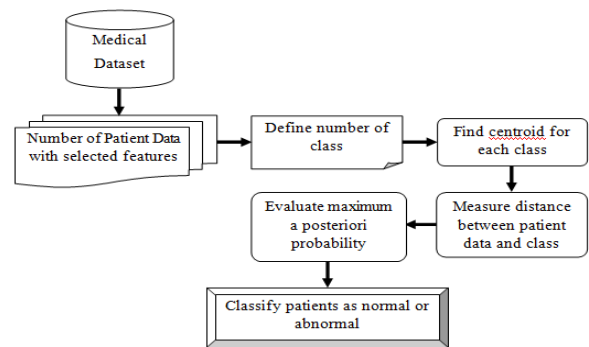 Medical
Dataset
Number of Patient Data
with selected features
Define number of
class
Find centroid for
each class
Measure distance
between patient
data and class
Evaluate maximum
a posteriori
probability
Classify patients as normal or
abnormal